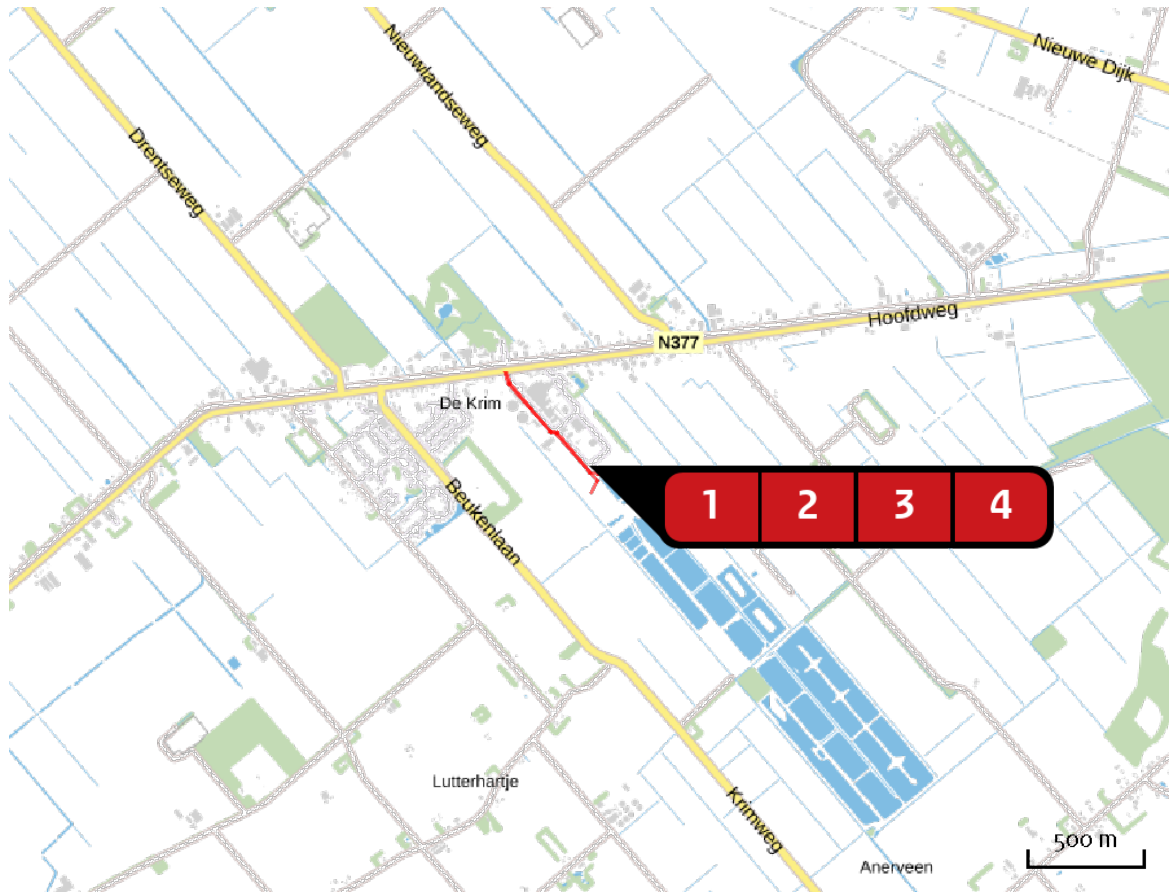 Nieuwe Dijk
Nieuwlandseweg
Drentseweg
Hoofdweg
N377
De Krim
Beukenlaan
1 2 3 4
Lutterhartje
Krimweg
500 m
Anerveen